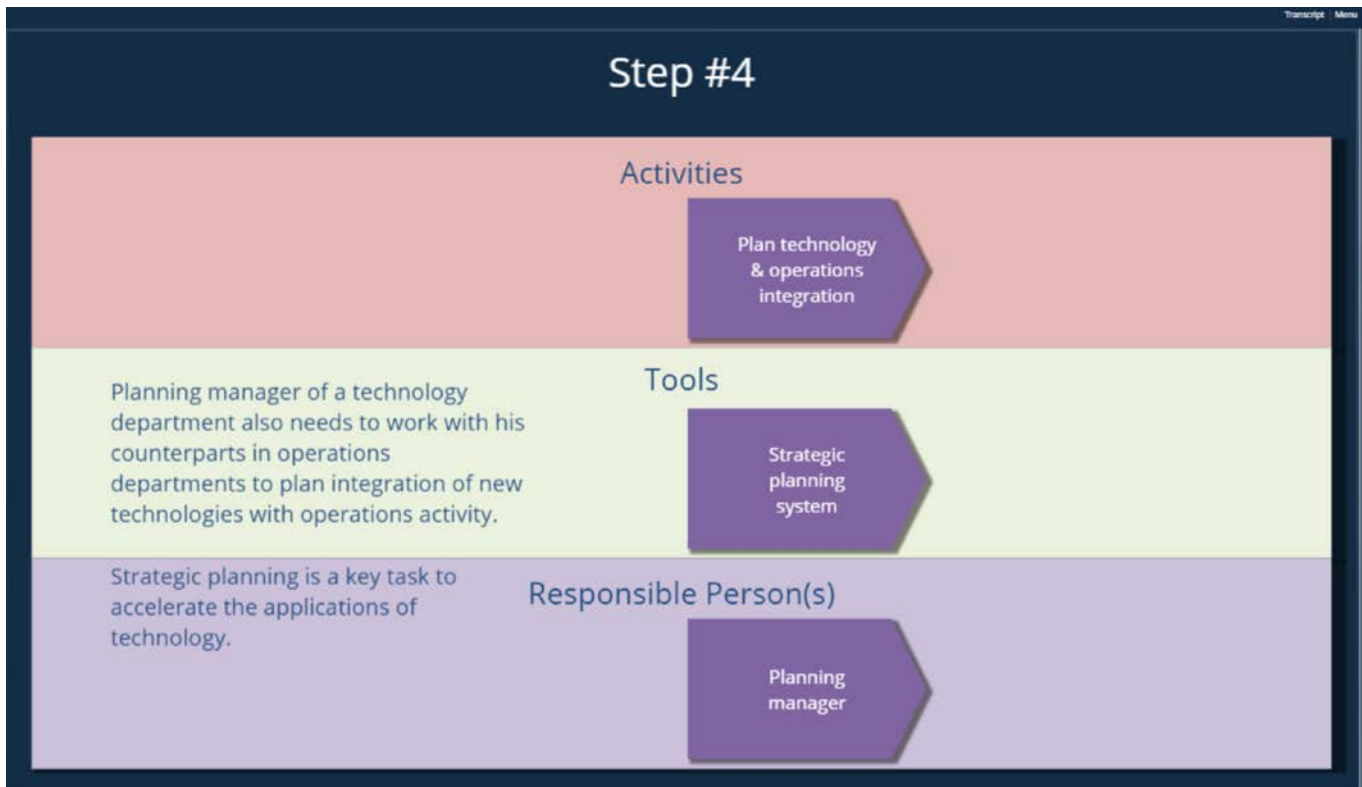 Transcript Menu
Step #4
Activities
Plan technology
& operations
integration
Tools
Planning manager of a technology
department also needs to work with his
counterparts in operations
departments to plan integration of new
technologies with operations activity.
Strategic
planning
system
Strategic planning is a key task to
accelerate the applications of
technology.
Responsible Person(s)
Planning
manager